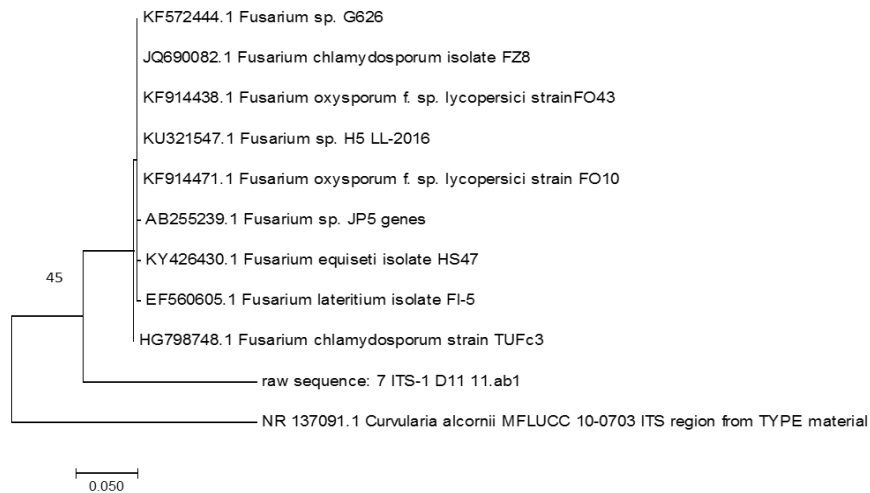 KF572444.1 Fusarium sp. G626
JQ690082.1 Fusarium chlamydosporum isolate FZ8
KF914438.1 Fusarium oxysporum f. sp. lycopersici strainFO43
KU321547.1 Fusarium sp. H5 LL-2016
KF914471.1 Fusarium oxysporum f. sp. lycopersici strain FO10
AB255239.1 Fusarium sp. JP5 genes
KY426430.1 Fusarium equiseti isolate HS47
EF560605.1 Fusarium lateritium isolate Fl-5
HG798748.1 Fusarium chlamydosporum strain TUFc3
raw sequence: 7 ITS-1 D11 11.ab1
NR 137091.1 Curvularia alcornii MFLUCC 10-0703 ITS region from TYPE material
45
0.050